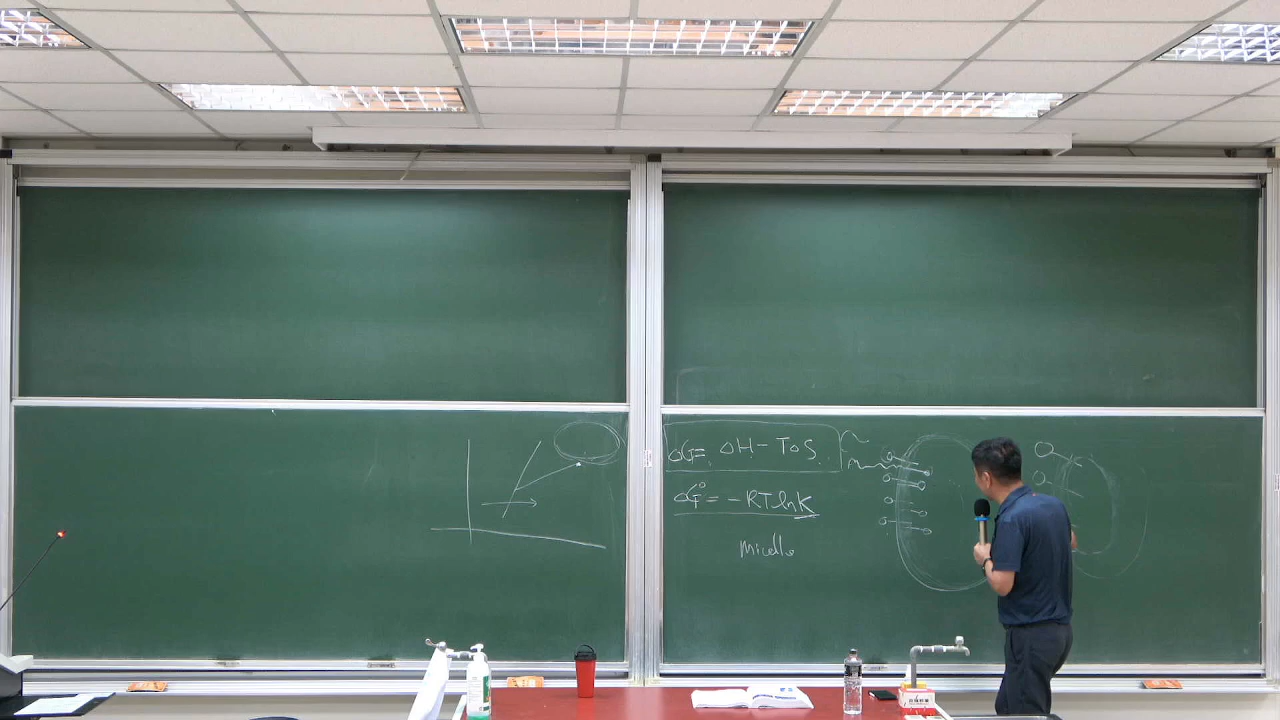 ΔG = ΔH - TΔS
ΔG° = -RTlnK
Micelle